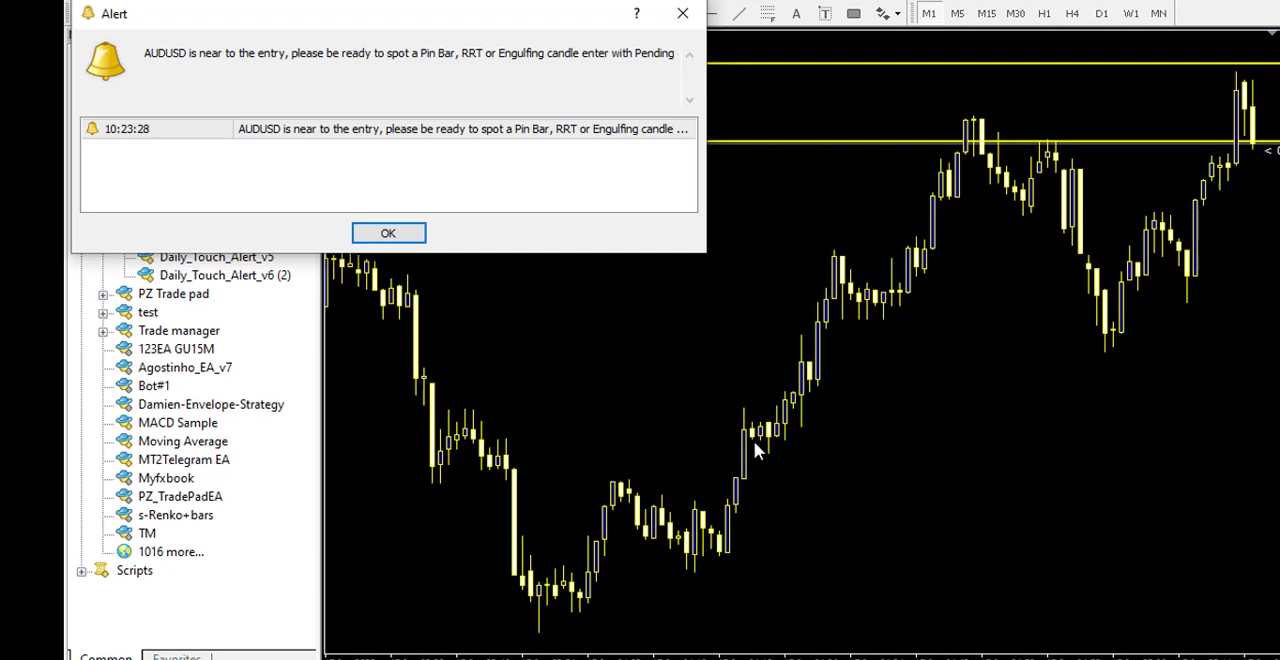 Alert
?
AUDUSD is near to the entry, please be ready to spot a Pin Bar, RRT or Engulfing candle enter with Pending
10:23:28 AUDUSD is near to the entry, please be ready to spot a Pin Bar, RRT or Engulfing candle ...
OK
A T M1 M5 M15 M30 H1 H4 D1 W1 MN
Daily_Touch_Alert_v5
Daily_Touch_Alert_v6 (2)
PZ Trade pad
test
Trade manager
123EA GU15M
Agostinho_EA_v7
Bot#1
Damien-Envelope-Strategy
MACD Sample
Moving Average
MT2Telegram EA
Myfxbook
PZ_TradePadEA
s-Renko+bars
TM
1016 more...
Scripts
Common Favorites